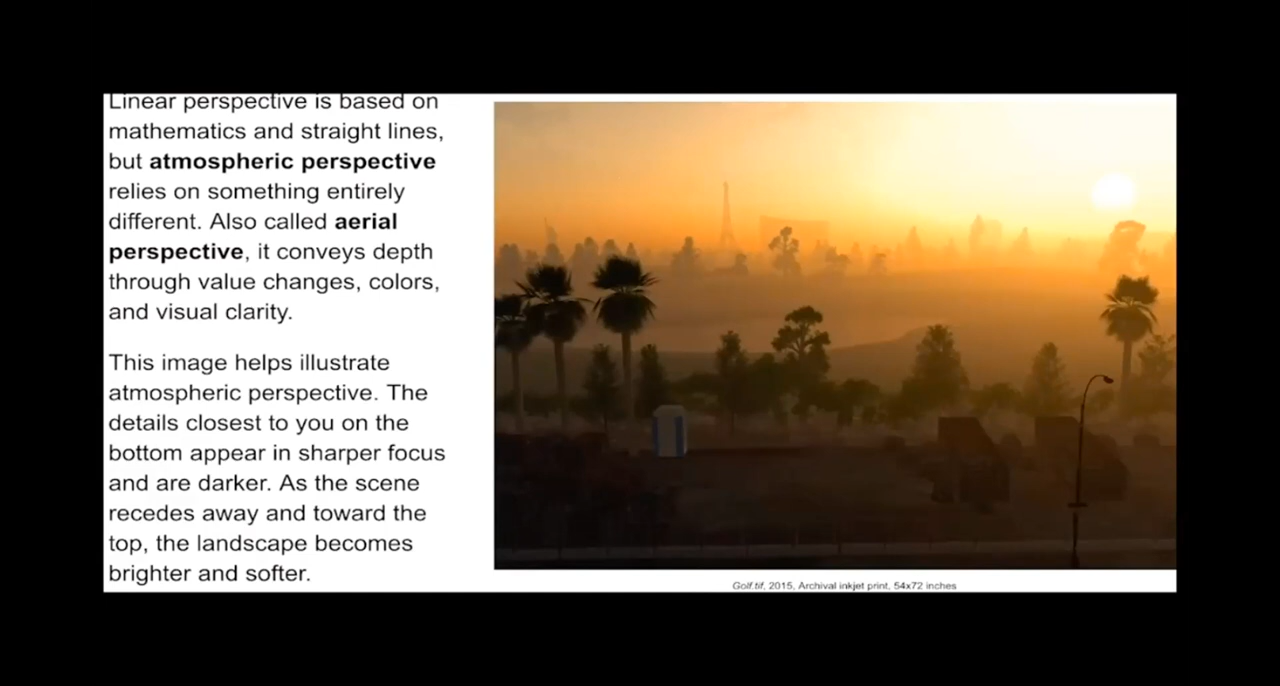 Linear perspective is based on
mathematics and straight lines,
but atmospheric perspective
relies on something entirely
different. Also called aerial
perspective, it conveys depth
through value changes, colors,
and visual clarity.
This image helps illustrate
atmospheric perspective. The
details closest to you on the
bottom appear in sharper focus
and are darker. As the scene
recedes away and toward the
top, the landscape becomes
brighter and softer.
Golf.tif, 2015, Archival inkjet print, 54x72 inches